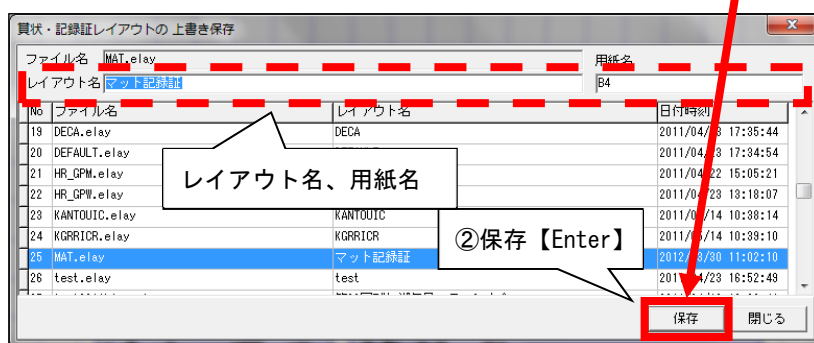 賞状・記録証レイアウトの 上書き保存
ファイル名 MAT.elay 用紙名
レイアウト名 マット記録証 B4
No ファイル名 レイアウト名 日付時刻
19 DECA.elay DECA 2011/04/23 17:35:44
20 DEFAULT.elay 17:34:54
21 HR_GPM.elay 15:05:21
22 HR_GPW.elay 13:18:07
23 KANTOUIC.elay KANTOUIC 10:38:14
24 KGRRICR.elay KGRRICR 10:39:10
25 MAT.elay マット記録証 11:02:10
26 test.elay test 16:52:49
レイアウト名、用紙名
②保存【Enter】
保存 閉じる